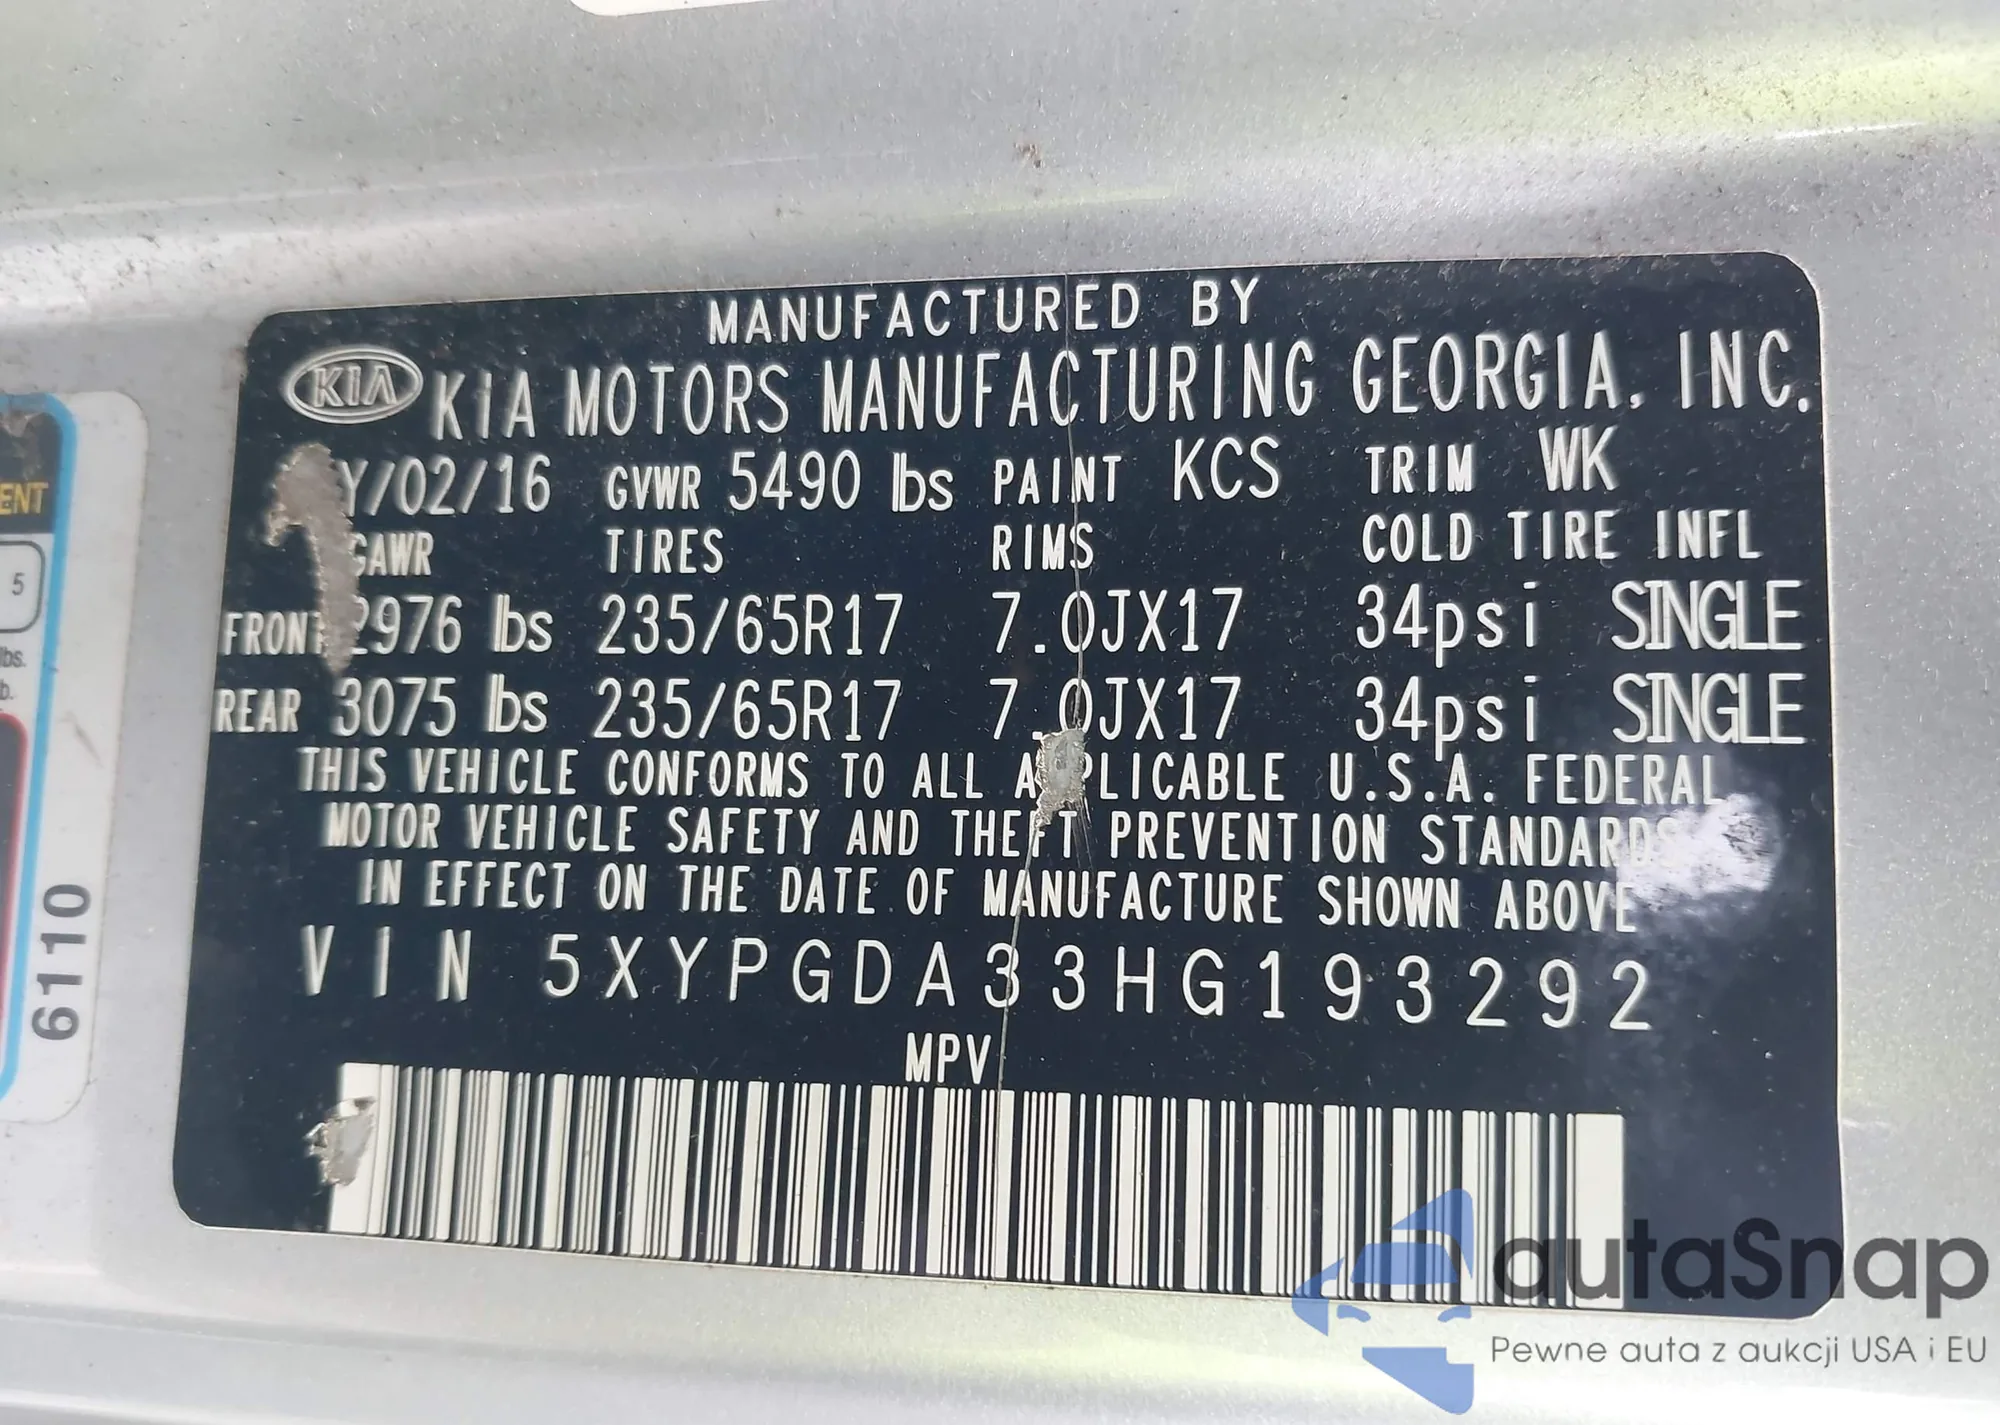 MANUFACTURED BY
KIA KIA MOTORS MANUFACTURING GEORGIA, INC.
Y/02/16 GVWR 5490 lbs PAINT KCS TRIM WK
GAWR TIRES RIMS COLD TIRE INFL
FRONT 2976 lbs 235/65R17 7.0JX17 34psi SINGLE
REAR 3075 lbs 235/65R17 7.0JX17 34psi SINGLE
THIS VEHICLE CONFORMS TO ALL APPLICABLE U.S.A. FEDERAL
MOTOR VEHICLE SAFETY AND THEFT PREVENTION STANDARDS
IN EFFECT ON THE DATE OF MANUFACTURE SHOWN ABOVE
VIN 5XYPGDA33HG193292
MPV
ENT
5
lbs.
b.
6110
autaSnap
Pewne auta z aukcji USA i EU